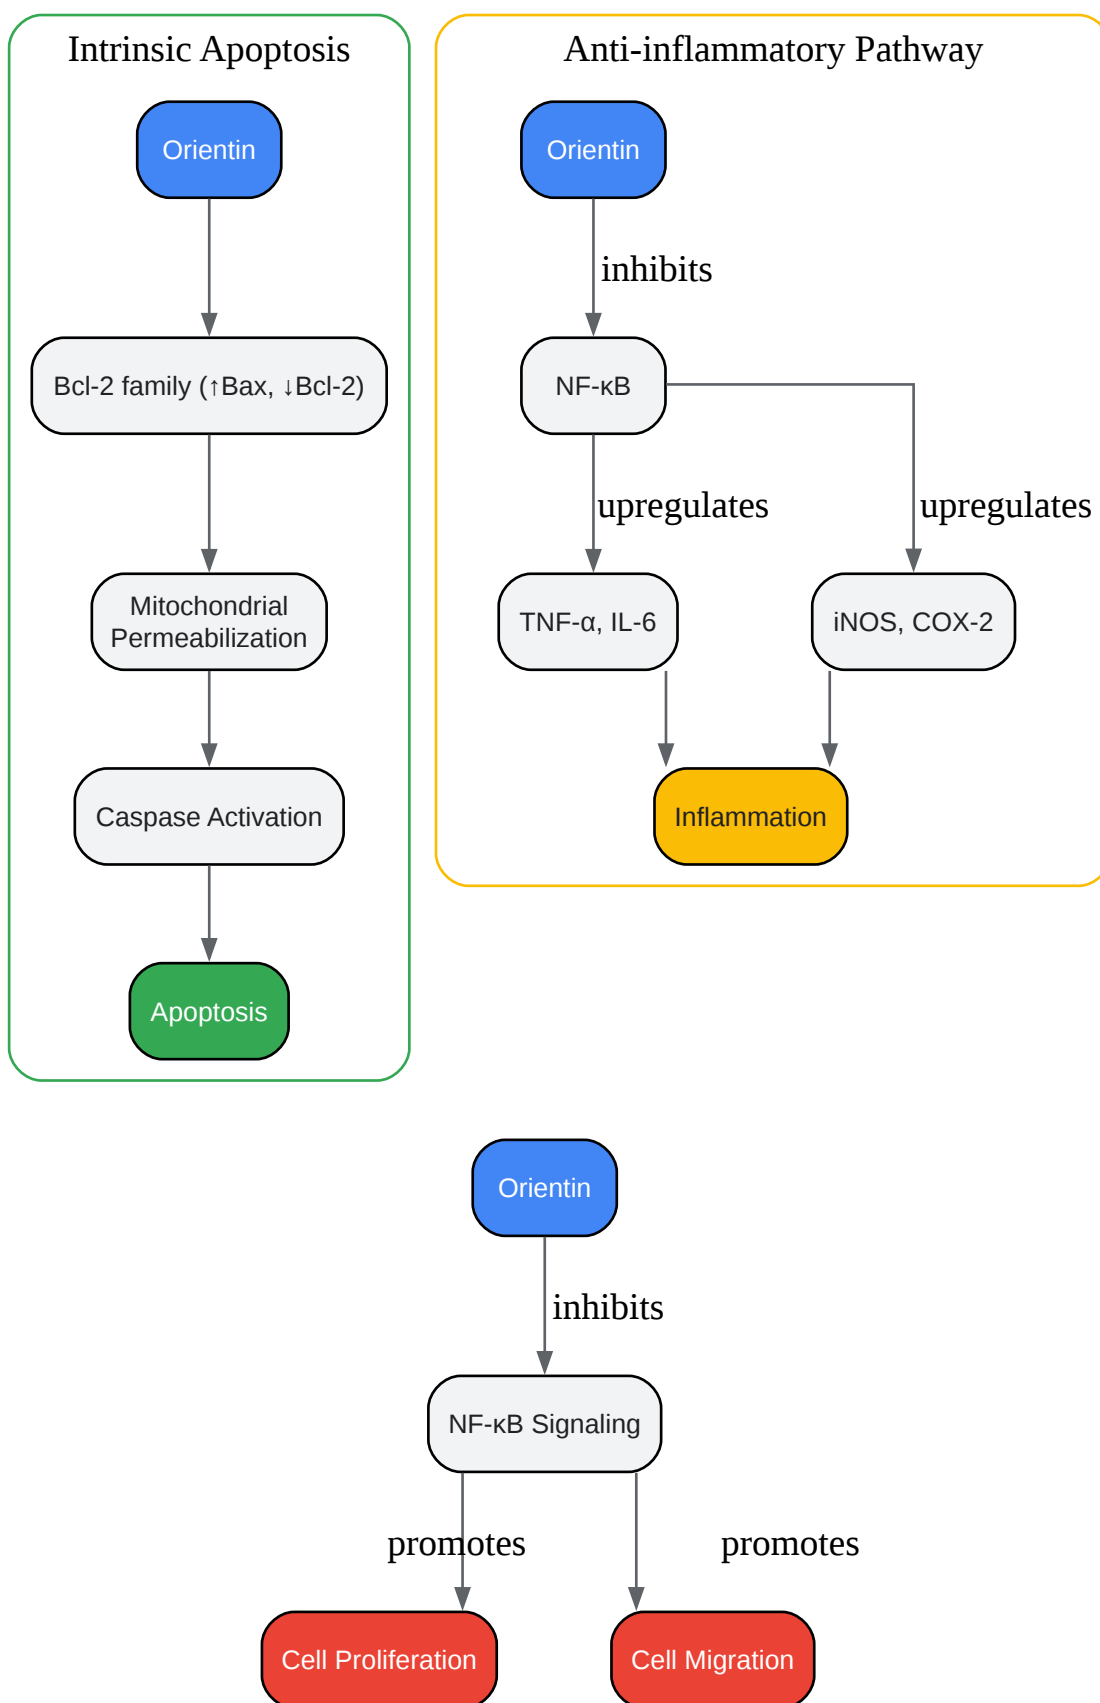 Intrinsic Apoptosis
Orientin
Bcl-2 family (↑Bax, ↓Bcl-2)
Mitochondrial
Permeabilization
Caspase Activation
Apoptosis
Anti-inflammatory Pathway
Orientin
inhibits
NF-κB
upregulates
upregulates
TNF-α, IL-6
iNOS, COX-2
Inflammation
Orientin
inhibits
NF-κB Signaling
promotes
promotes
Cell Proliferation
Cell Migration